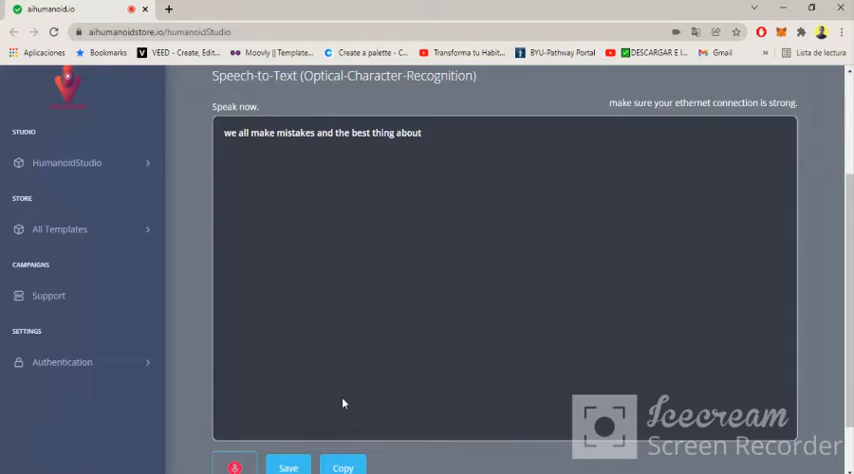 aihumanoid.io
aihumanoidstore.io/humanoidStudio
Aplicaciones
Bookmarks
VEED - Create, Edit...
Moovly || Template...
Create a palette - C...
Transforma tu Habit...
BYU-Pathway Portal
DESCARGAR E I...
Gmail
Lista de lectura
Speech-to-Text (Optical-Character-Recognition)
Speak now.
make sure your ethernet connection is strong.
we all make mistakes and the best thing about
STUDIO
HumanoidStudio
STORE
All Templates
CAMPAIGNS
Support
SETTINGS
Authentication
Save
Copy
Icecream
Screen Recorder